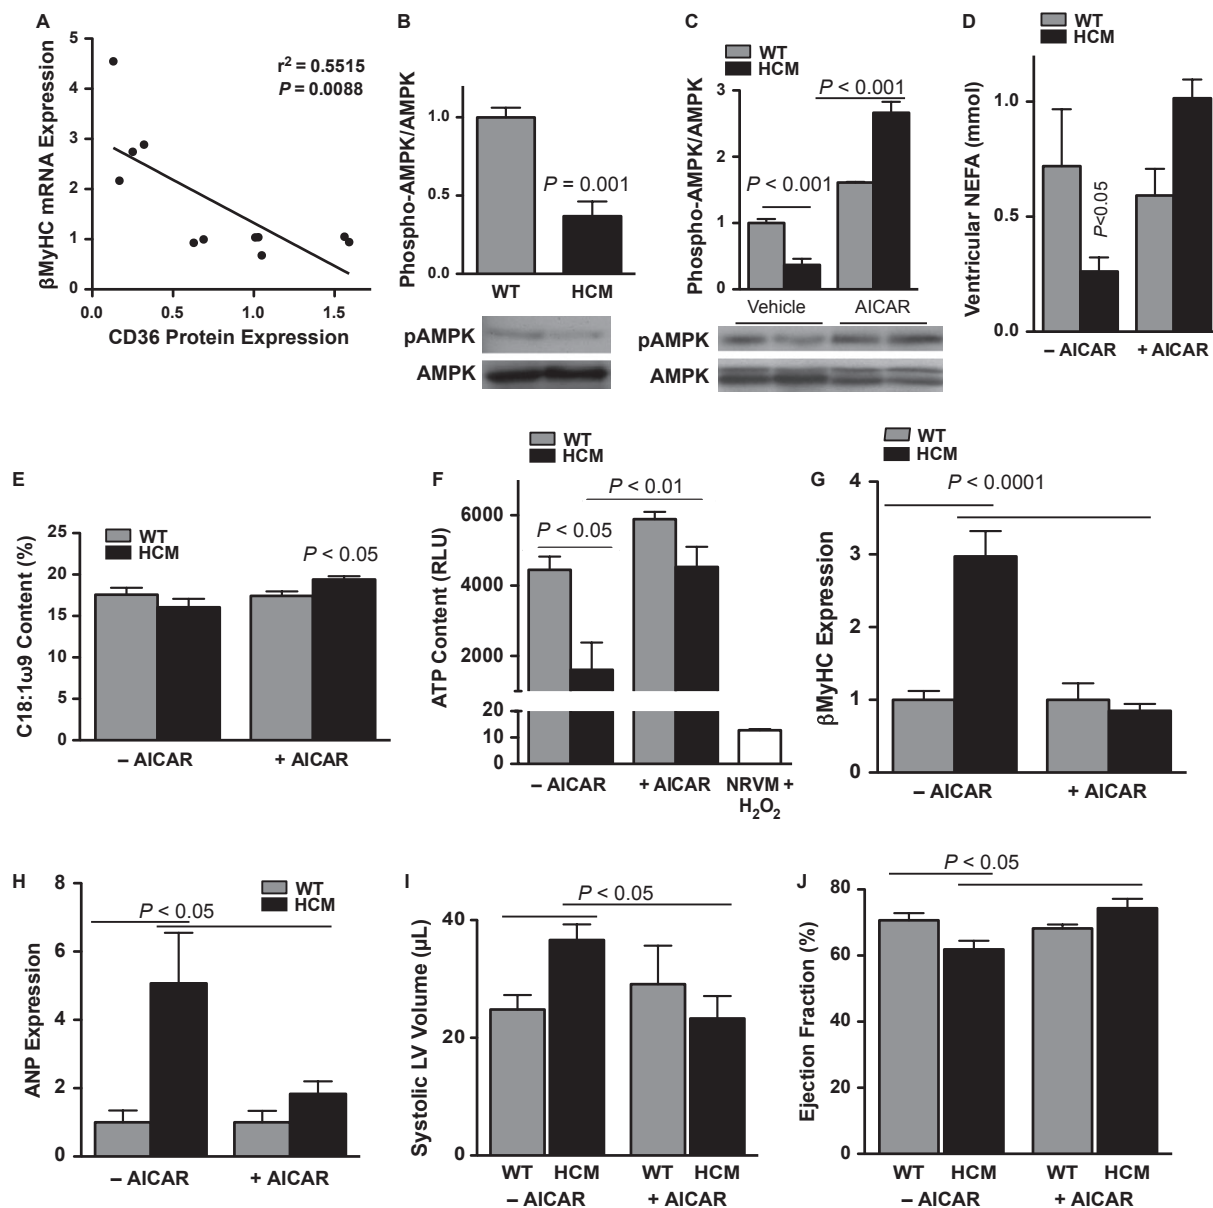 A
βMyHC mRNA Expression
5
4
3
2
1
0
0.0 0.5 1.0 1.5
CD36 Protein Expression
r2 = 0.5515
P = 0.0088
B
Phospho-AMPK/AMPK
1.0
0.5
0.0
P = 0.001
WT HCM
pAMPK
AMPK
C
WT
HCM
Phospho-AMPK/AMPK
3
2
1
0
P < 0.001
P < 0.001
Vehicle AICAR
pAMPK
AMPK
D
WT
HCM
Ventricular NEFA (mmol)
1.0
0.5
0.0
P<0.05
– AICAR + AICAR
E
C18:1ω9 Content (%)
25
20
15
10
5
0
WT
HCM
P < 0.05
– AICAR + AICAR
F
WT
HCM
ATP Content (RLU)
6000
4000
2000
20
10
0
P < 0.01
P < 0.05
– AICAR + AICAR NRVM +
H2O2
G
WT
HCM
βMyHC Expression
4
3
2
1
0
P < 0.0001
– AICAR + AICAR
H
ANP Expression
8
6
4
2
0
WT
HCM
P < 0.05
– AICAR + AICAR
I
Systolic LV Volume (µL)
40
20
0
P < 0.05
WT HCM WT HCM
– AICAR + AICAR
J
Ejection Fraction (%)
80
60
40
20
0
P < 0.05
WT HCM WT HCM
– AICAR + AICAR